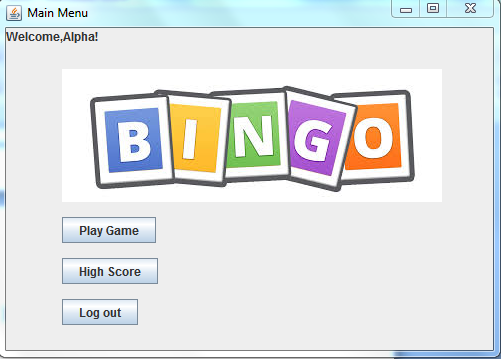 Main Menu
Welcome,Alpha!
BINGO
Play Game
High Score
Log out